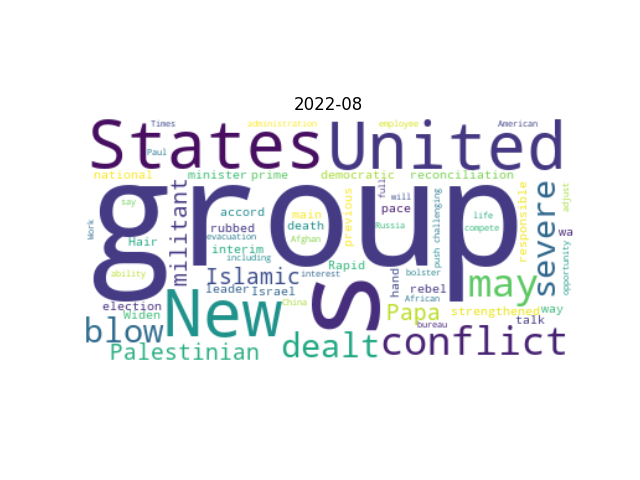 2022-08
Times administration employee American
States United
Paul
national minister prime democratic reconciliation
group
say militant accord main previous full will pace push challenging life responsible severe adjust
Work Hair rubbed death Russia compete wa
evacuation Afghan
interim including
ability Islamic Rapid interest hand bolster may opportunity
leader Israel rebel
China African
election New s Papa strengthened way
Widen bureau talk
blow dealt conflict
Palestinian